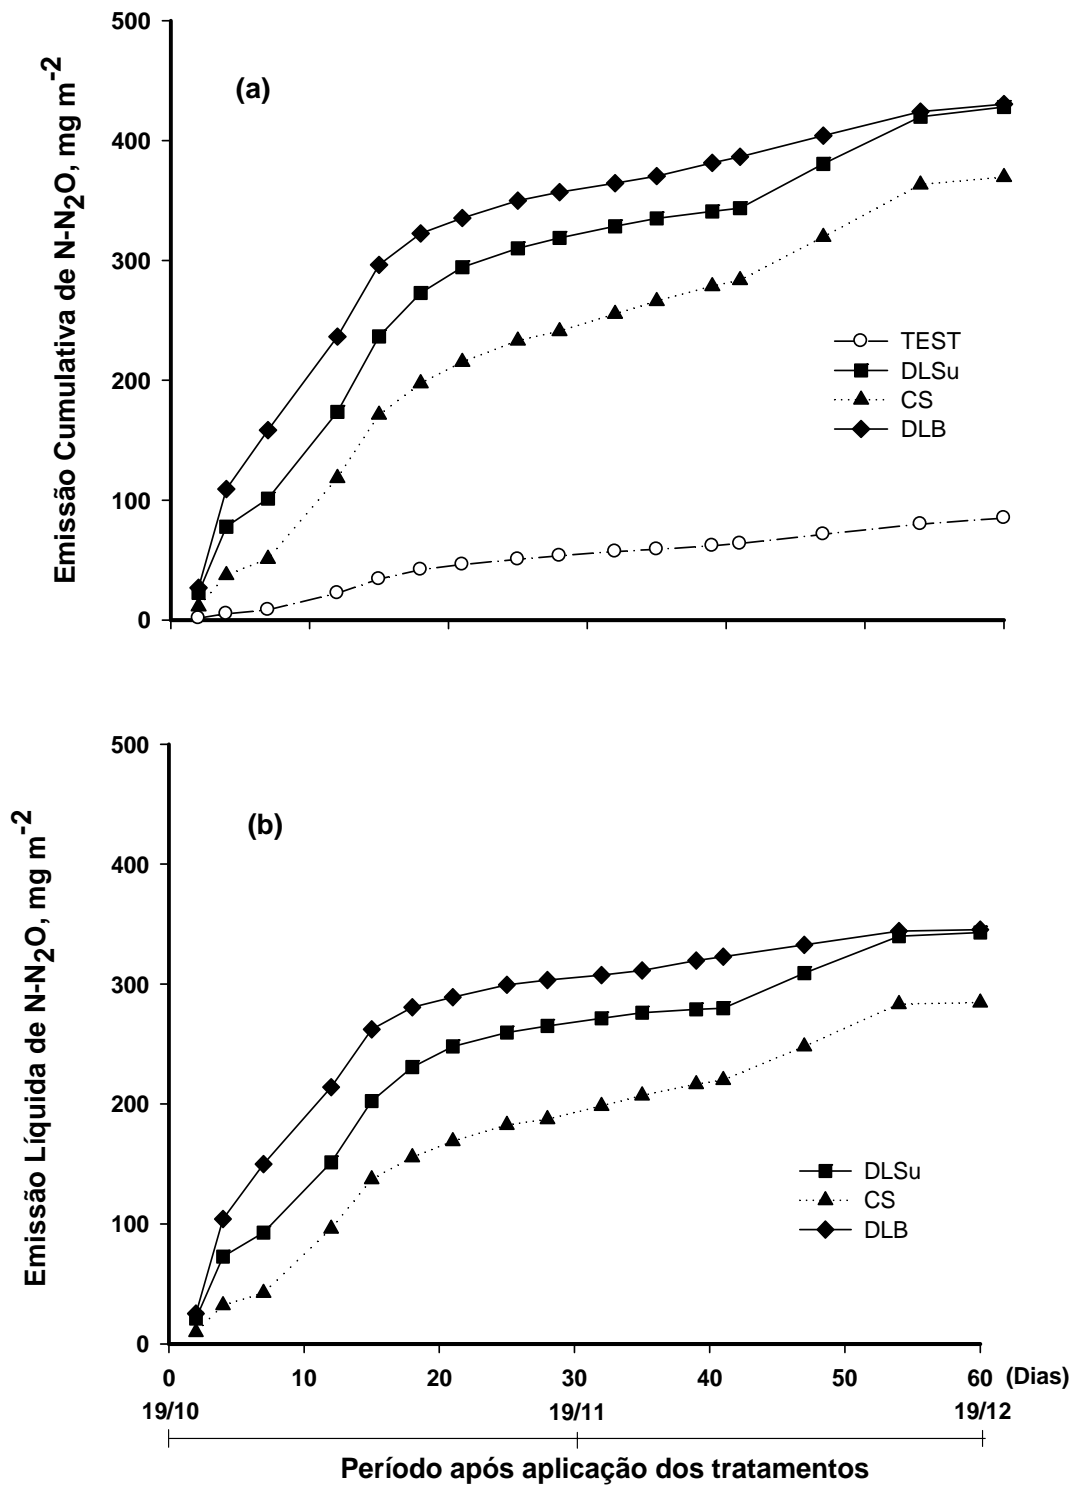 500
(a)
400
300
200
100
0
Emissão Cumulativa de N-N2O, mg m-2
TEST
DLSu
CS
DLB
500
(b)
400
300
200
100
0
Emissão Líquida de N-N2O, mg m-2
DLSu
CS
DLB
0 10 20 30 40 50 60 (Dias)
19/10 19/11 19/12
Período após aplicação dos tratamentos